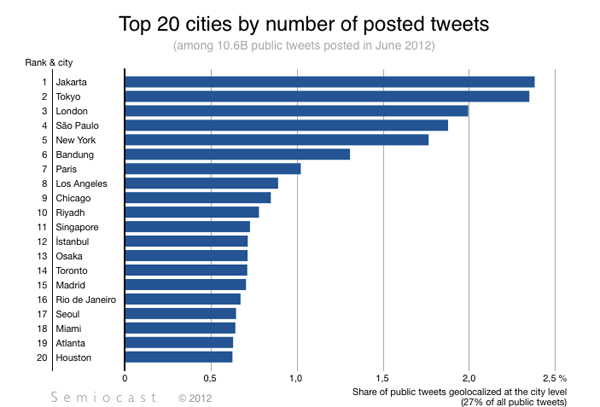 Top 20 cities by number of posted tweets
(among 10.6B public tweets posted in June 2012)
Rank & city
1 Jakarta
2 Tokyo
3 London
4 São Paulo
5 New York
6 Bandung
7 Paris
8 Los Angeles
9 Chicago
10 Riyadh
11 Singapore
12 İstanbul
13 Osaka
14 Toronto
15 Madrid
16 Rio de Janeiro
17 Seoul
18 Miami
19 Atlanta
20 Houston
0 0,5 1,0 1,5 2,0 2,5 %
Share of public tweets geolocalized at the city level
(27% of all public tweets)
Semiocast © 2012